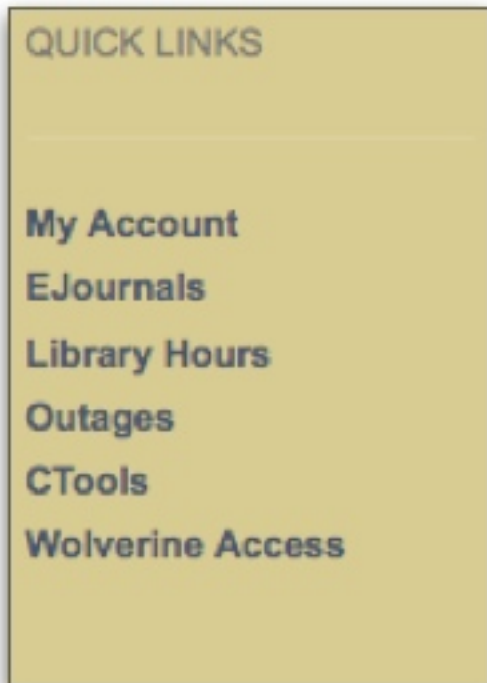 QUICK LINKS
My Account
EJournals
Library Hours
Outages
CTools
Wolverine Access